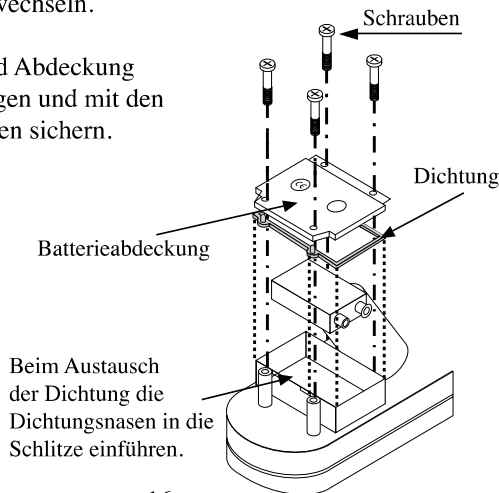 wechseln.
d Abdeckung
gen und mit den
en sichern.
Schrauben
Dichtung
Batterieabdeckung
Beim Austausch
der Dichtung die
Dichtungsnasen in die
Schlitze einführen.
16